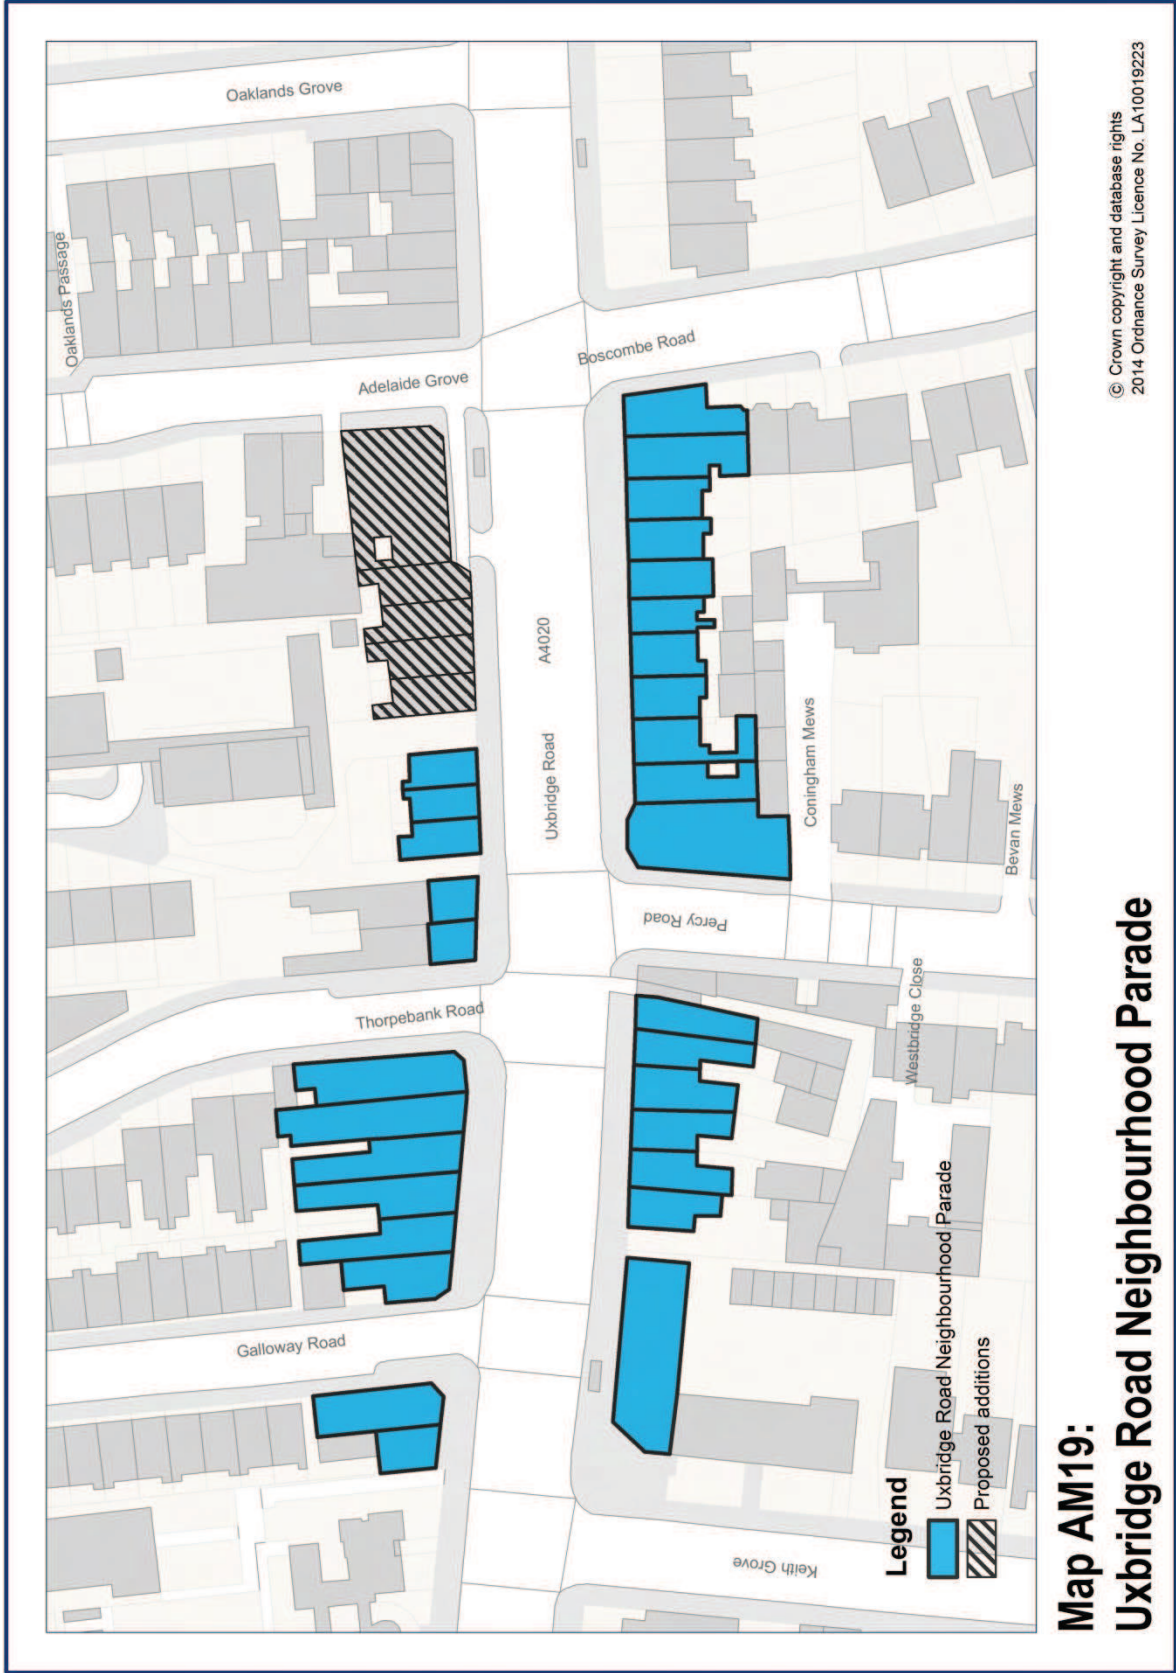 Oaklands Grove
Oaklands Passage
Adelaide Grove
Boscombe Road
A4020
Uxbridge Road
Coningham Mews
Bevan Mews
Percy Road
Thorpebank Road
Westbridge Close
Galloway Road
Keith Grove
Legend
Uxbridge Road Neighbourhood Parade
Proposed additions
Map AM19:
Uxbridge Road Neighbourhood Parade
© Crown copyright and database rights
2014 Ordnance Survey Licence No. LA10019223